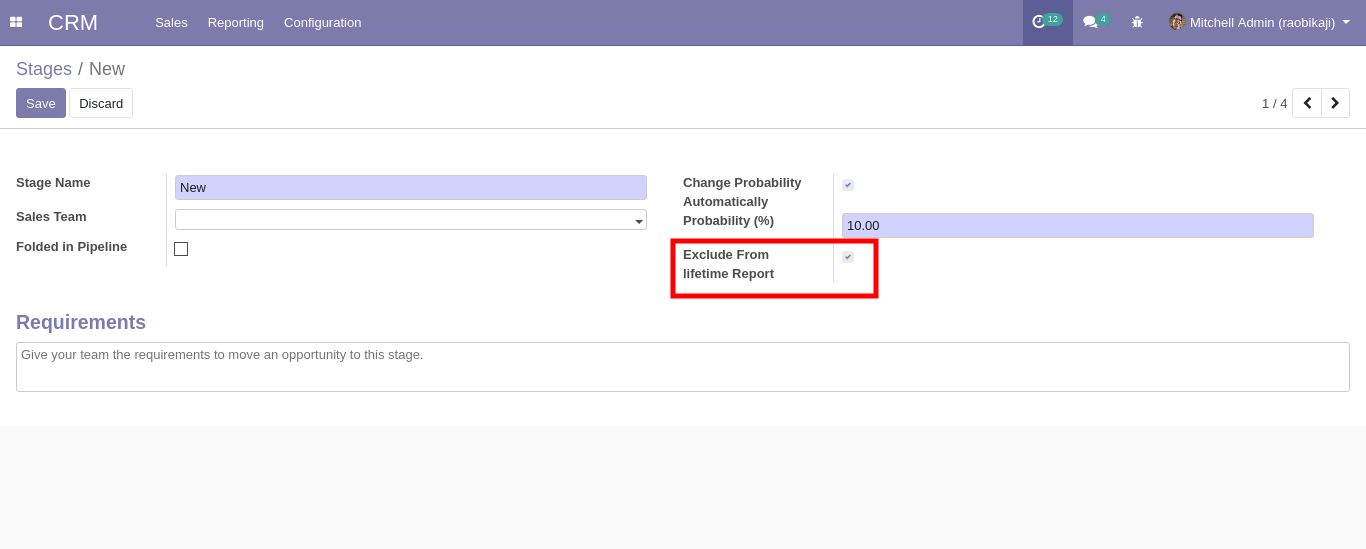 CRM Sales Reporting Configuration 12 4 Mitchell Admin (raobikaji)
Stages / New
Save Discard 1 / 4
Stage Name New
Sales Team
Folded in Pipeline
Change Probability
Automatically
Probability (%) 10.00
Exclude From
lifetime Report
Requirements
Give your team the requirements to move an opportunity to this stage.